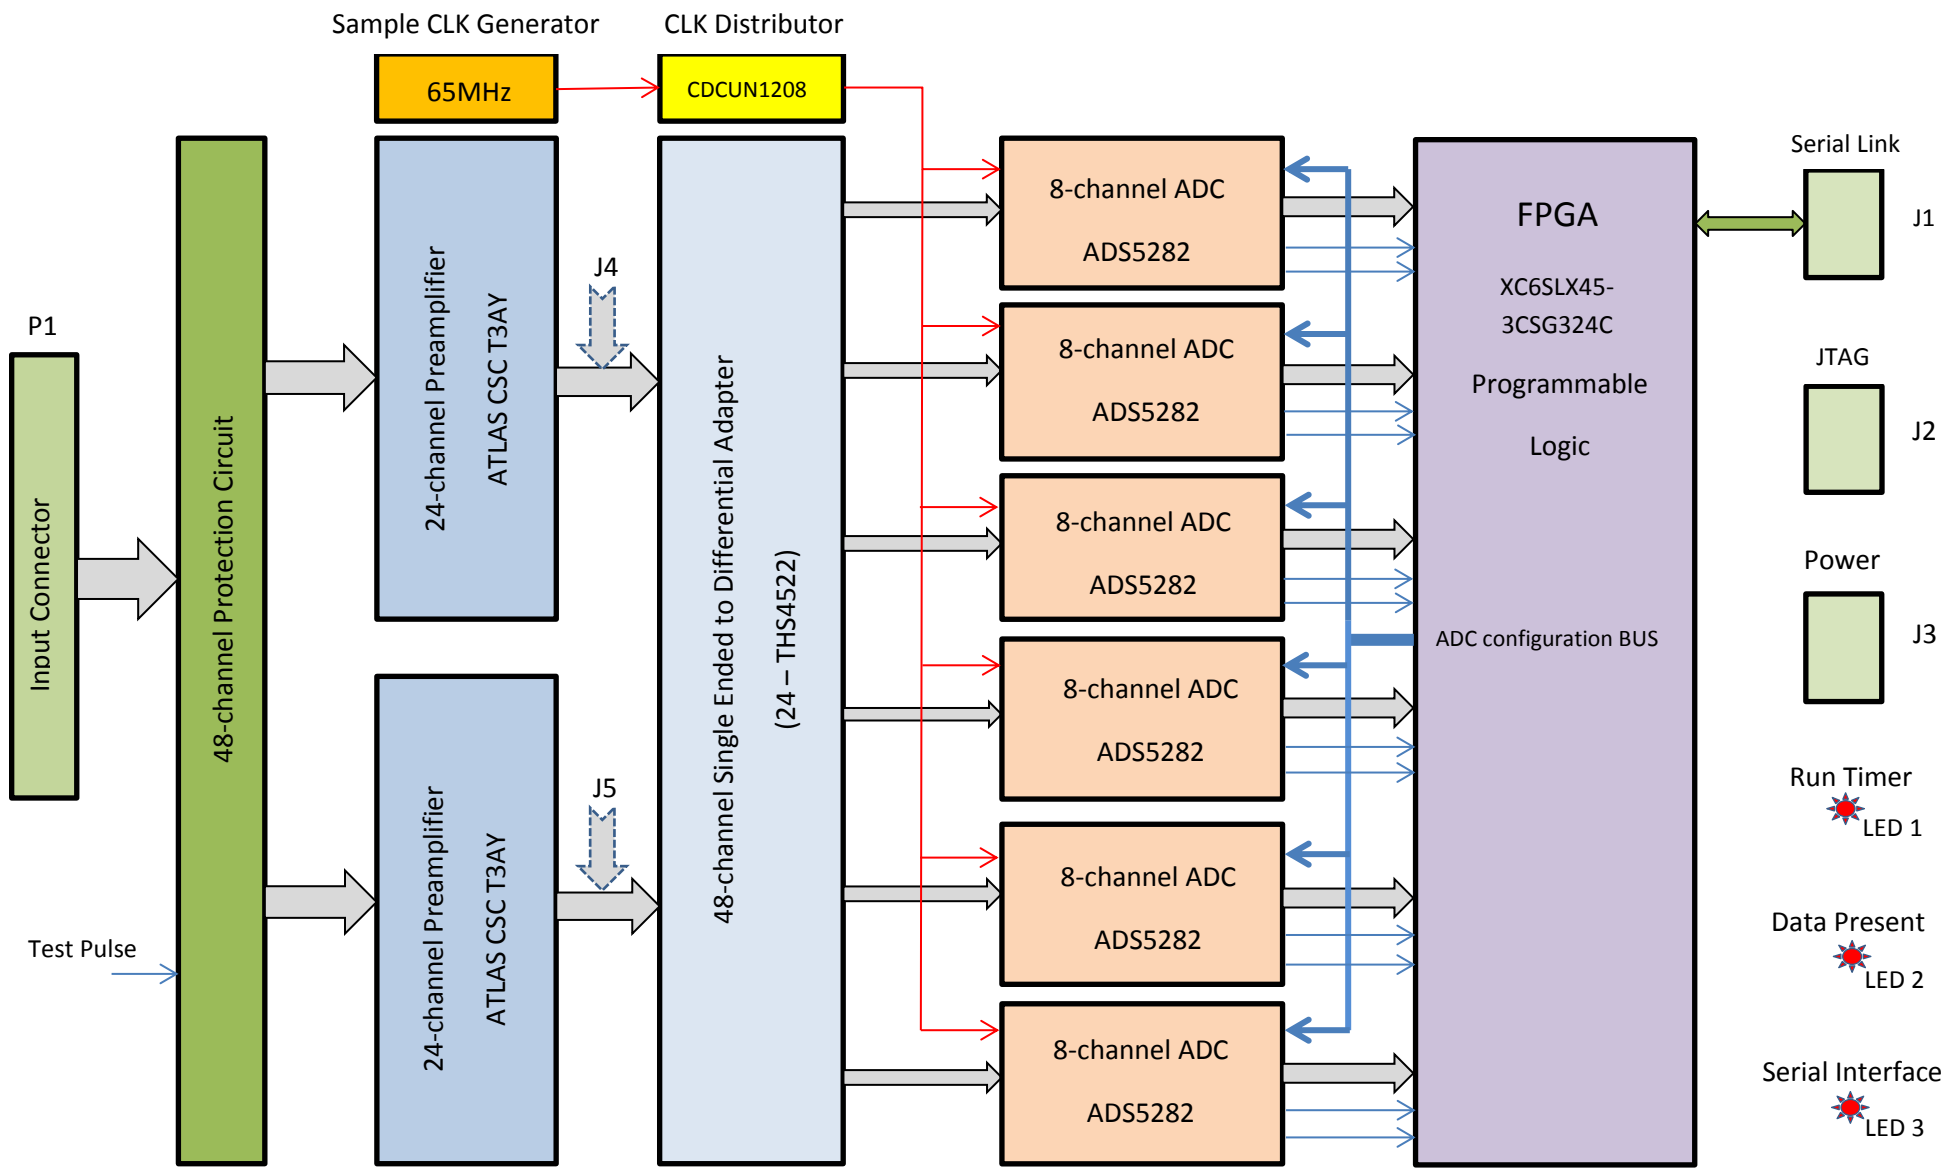 Sample CLK Generator
CLK Distributor
65MHz
CDCUN1208
P1
Input Connector
Test Pulse
48-channel Protection Circuit
24-channel Preamplifier
ATLAS CSC T3AY
24-channel Preamplifier
ATLAS CSC T3AY
J4
J5
48-channel Single Ended to Differential Adapter
(24 – THS4522)
8-channel ADC
ADS5282
8-channel ADC
ADS5282
8-channel ADC
ADS5282
8-channel ADC
ADS5282
8-channel ADC
ADS5282
8-channel ADC
ADS5282
FPGA
XC6SLX45-
3CSG324C
Programmable
Logic
ADC configuration BUS
Serial Link
J1
JTAG
J2
Power
J3
Run Timer
LED 1
Data Present
LED 2
Serial Interface
LED 3